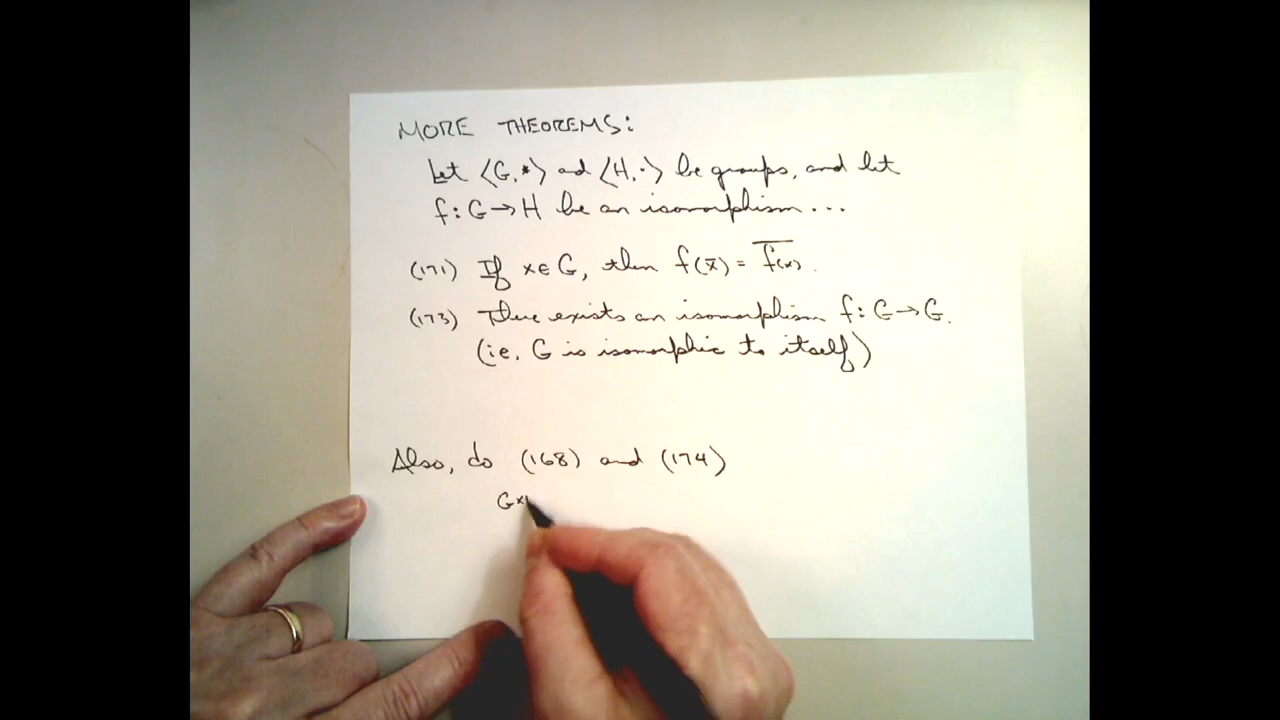 MORE THEOREMS:
Let ⟨G,*⟩ and ⟨H,·⟩ be groups, and let
f: G→H be an isomorphism...
(171) If x∈G, then f(x̅) = \overline{f(x)}.
(173) There exists an isomorphism f: G→G.
(ie, G is isomorphic to itself)
Also, do (168) and (174)
G×